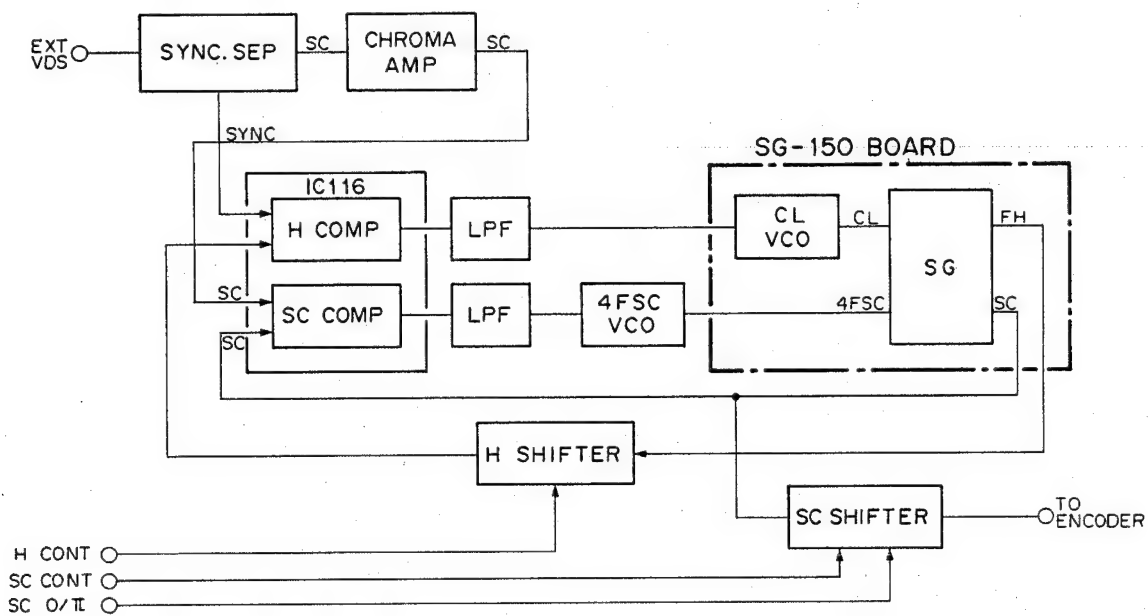 EXT
VDS
SYNC. SEP
SC
CHROMA
AMP
SC
SYNC
SG-150 BOARD
IC116
H COMP
LPF
CL
VCO
CL
SG
FH
SC
SC COMP
SC
LPF
4FSC
VCO
4FSC
SC
H SHIFTER
SC SHIFTER
TO
ENCODER
H CONT
SC CONT
SC 0/π